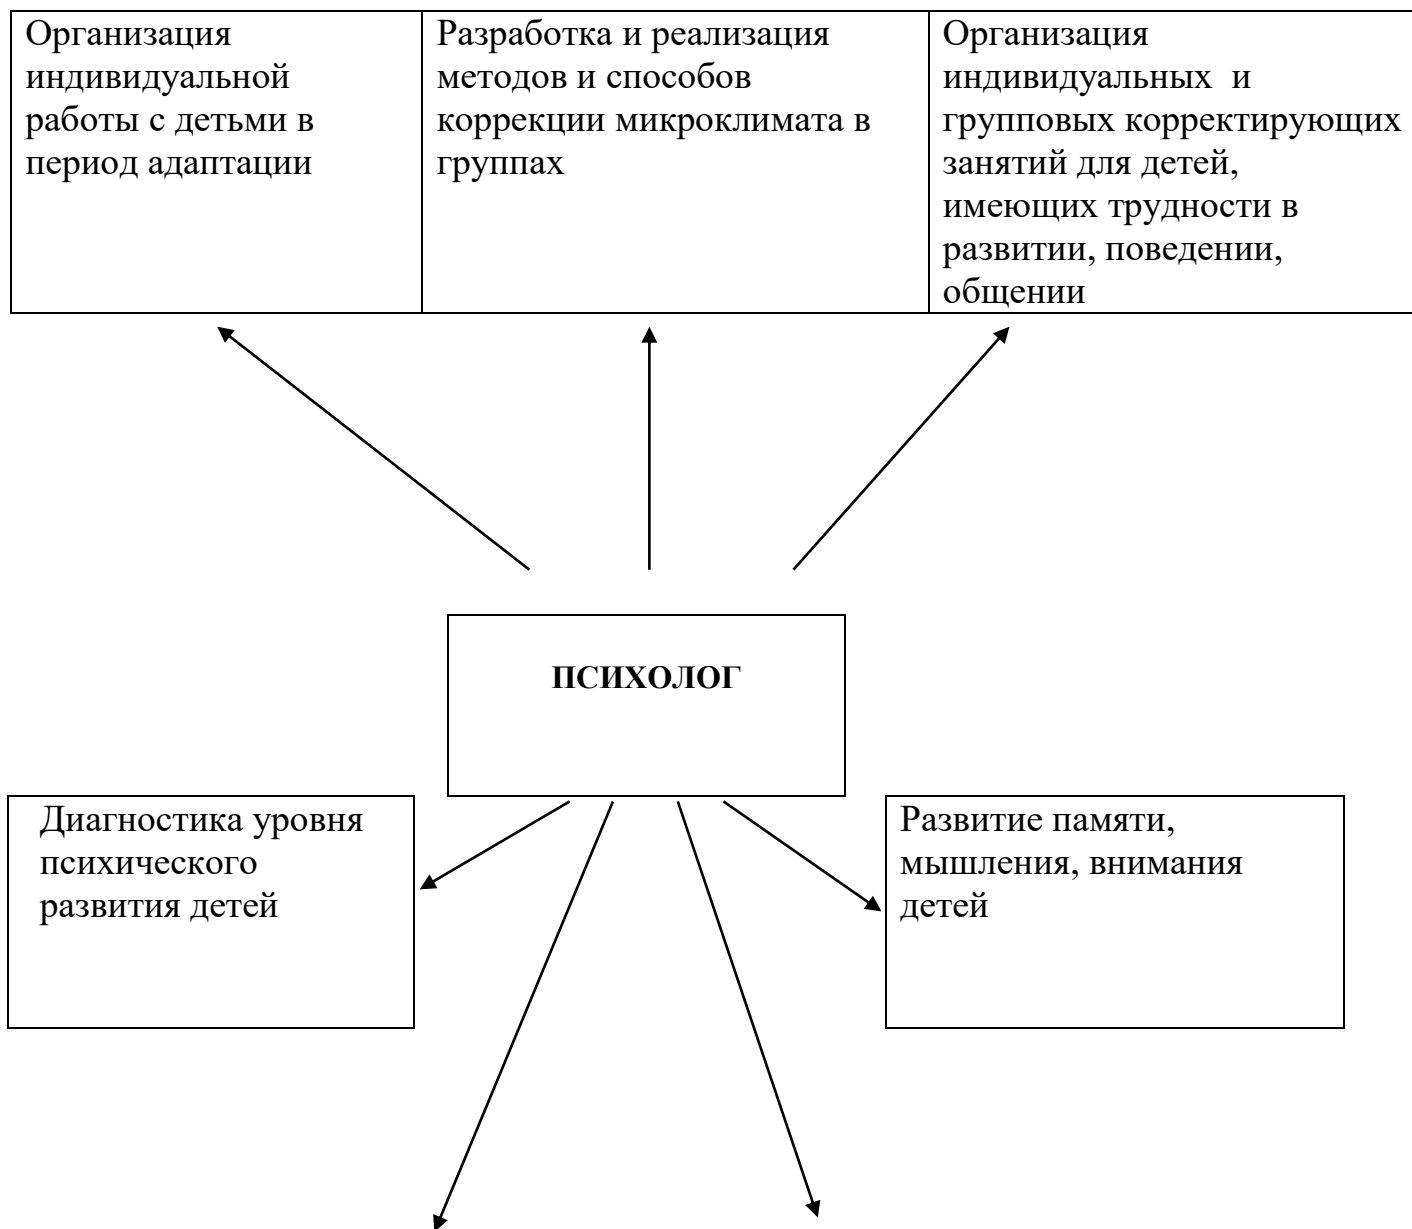 Организация
индивидуальной
работы с детьми в
период адаптации
Разработка и реализация
методов и способов
коррекции микроклимата в
группах
Организация
индивидуальных  и
групповых корректирующих
занятий для детей,
имеющих трудности в
развитии, поведении,
общении
ПСИХОЛОГ
Диагностика уровня
психического
развития детей
Развитие памяти,
мышления, внимания
детей